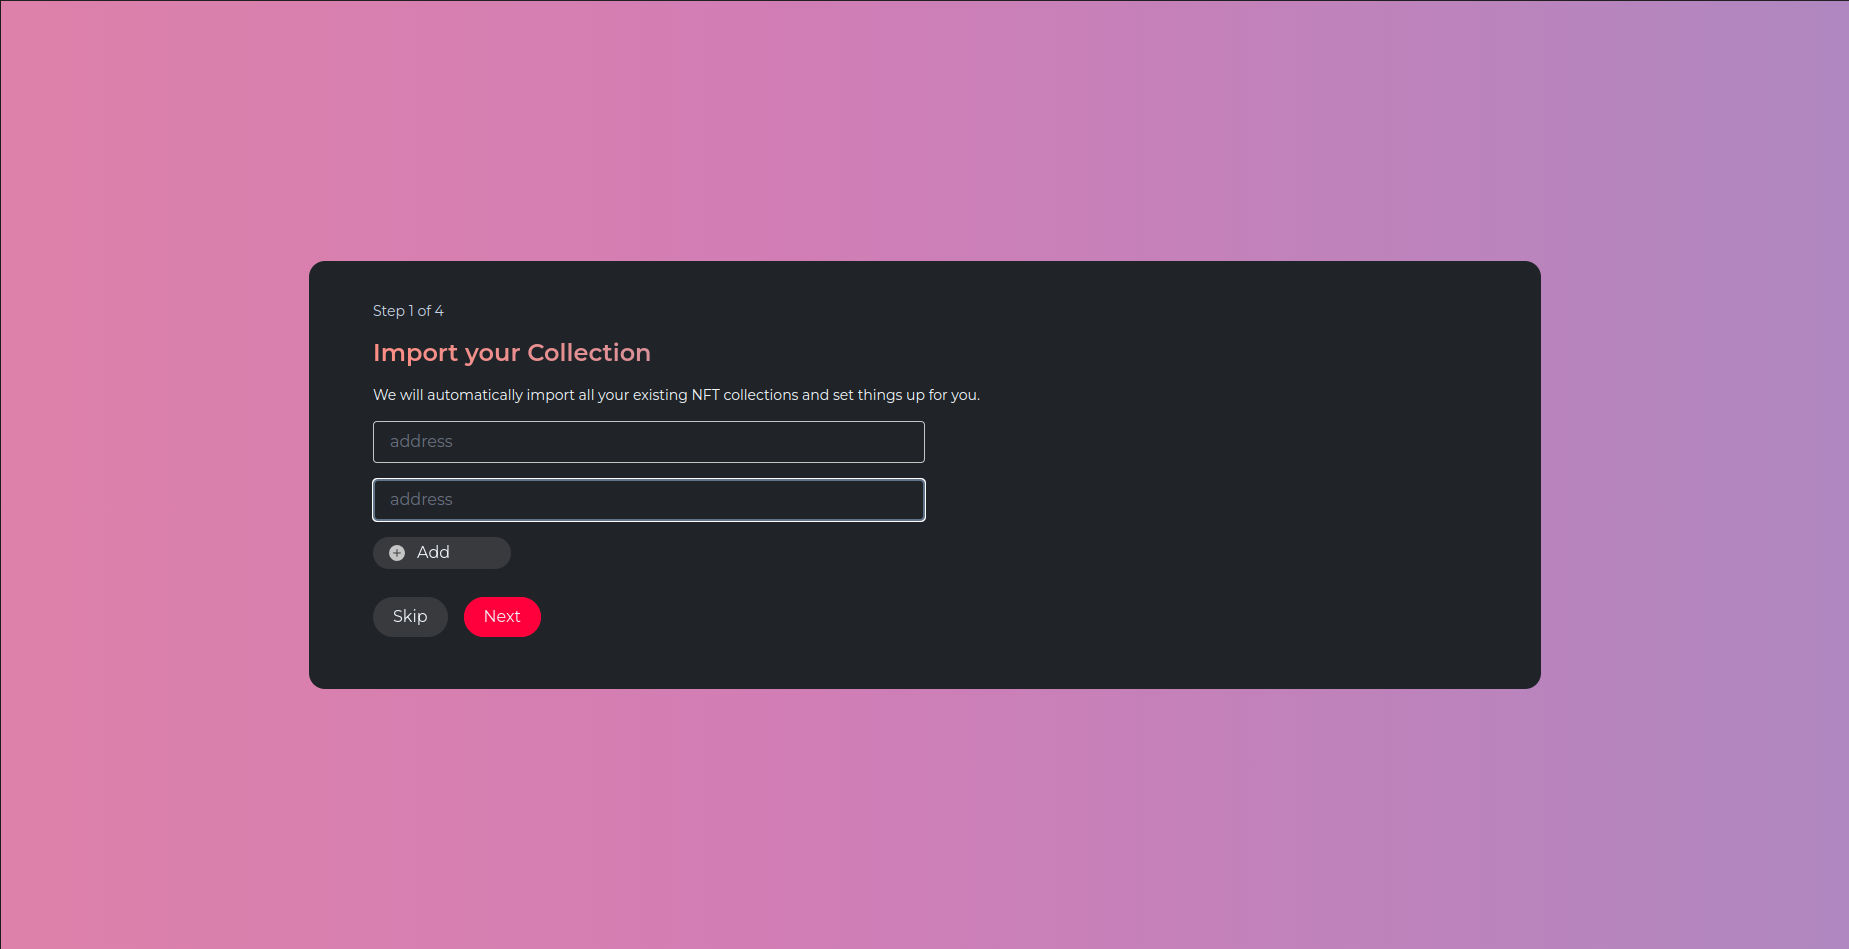 Step 1 of 4
Import your Collection
We will automatically import all your existing NFT collections and set things up for you.
address
address
Add
Skip Next